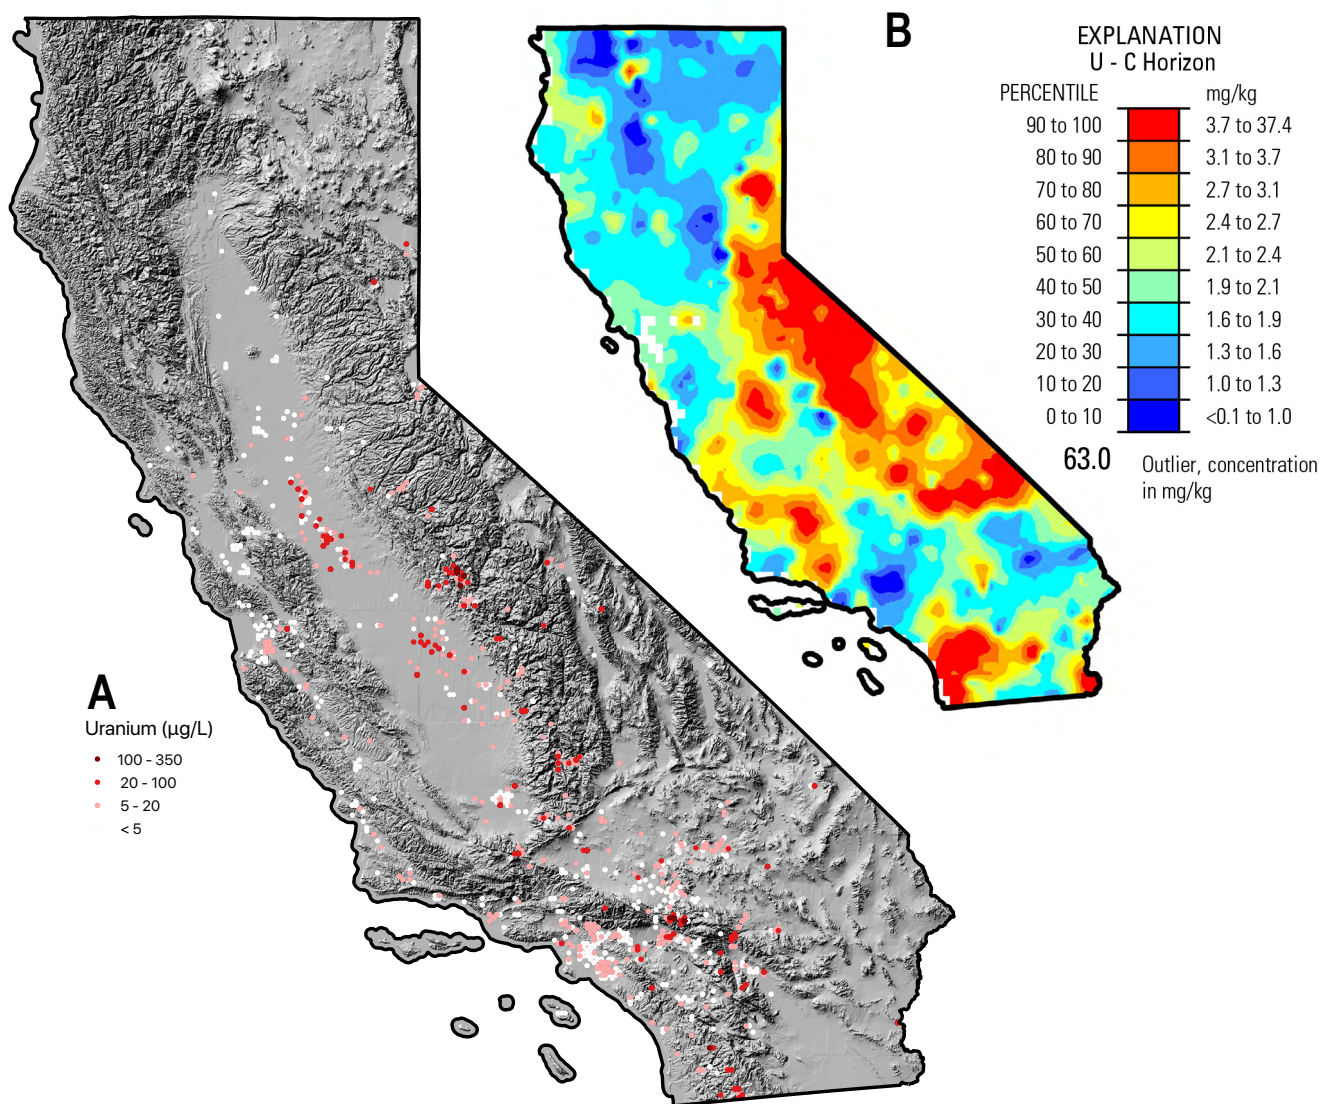 B
EXPLANATION
U - C Horizon
PERCENTILE mg/kg
90 to 100 3.7 to 37.4
80 to 90 3.1 to 3.7
70 to 80 2.7 to 3.1
60 to 70 2.4 to 2.7
50 to 60 2.1 to 2.4
40 to 50 1.9 to 2.1
30 to 40 1.6 to 1.9
20 to 30 1.3 to 1.6
10 to 20 1.0 to 1.3
0 to 10 <0.1 to 1.0
63.0 Outlier, concentration
in mg/kg
A
Uranium (µg/L)
100 - 350
20 - 100
5 - 20
< 5